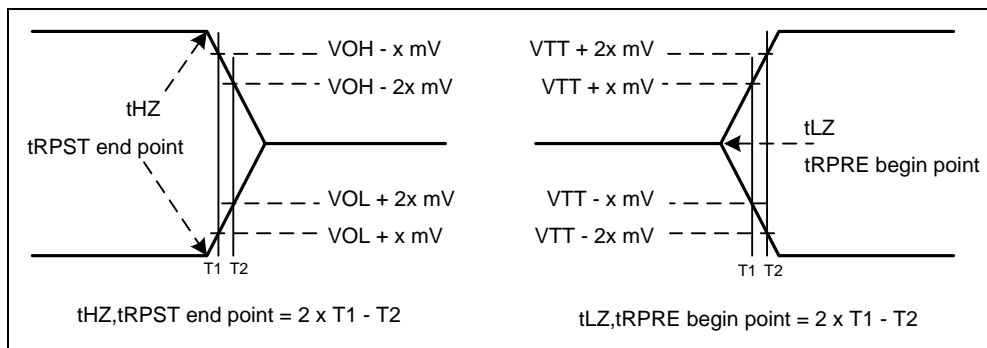 VOH - x mV
VOH - 2x mV
tHZ
tRPST end point
VOL + 2x mV
VOL + x mV
T1 T2
tHZ,tRPST end point = 2 x T1 - T2
VTT + 2x mV
VTT + x mV
tLZ
tRPRE begin point
VTT - x mV
VTT - 2x mV
T1 T2
tLZ,tRPRE begin point = 2 x T1 - T2